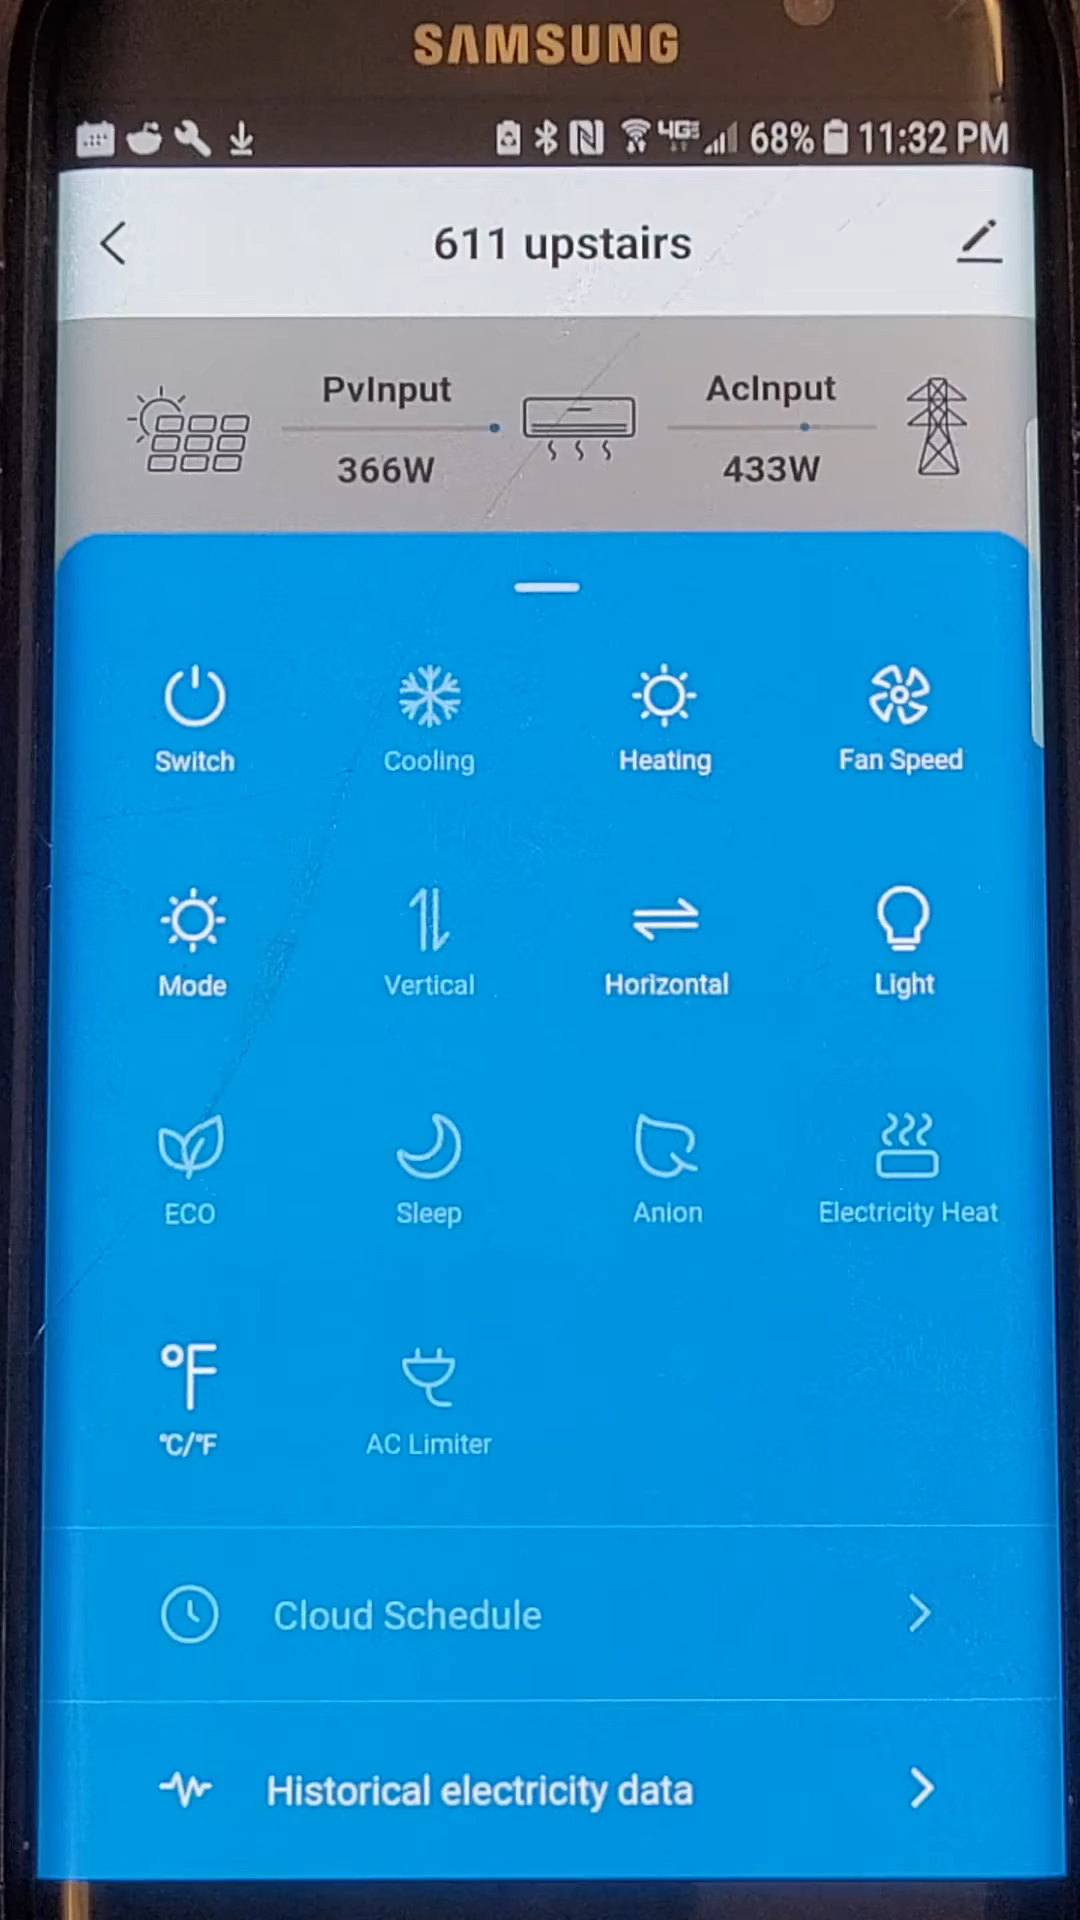 SAMSUNG
4GE 68% 11:32 PM
611 upstairs
PvInput AcInput
366W 433W
Switch Cooling Heating Fan Speed
Mode Vertical Horizontal Light
ECO Sleep Anion Electricity Heat
°F
°C/°F AC Limiter
Cloud Schedule
Historical electricity data